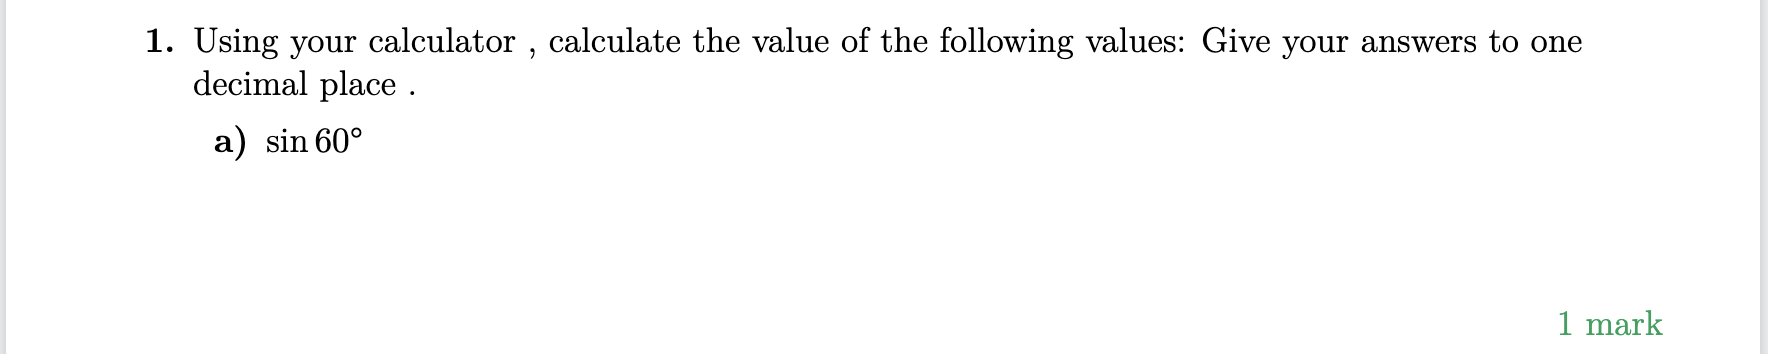 1. Using your calculator , calculate the value of the following values: Give your answers to one
decimal place .
a) sin 60°
1 mark